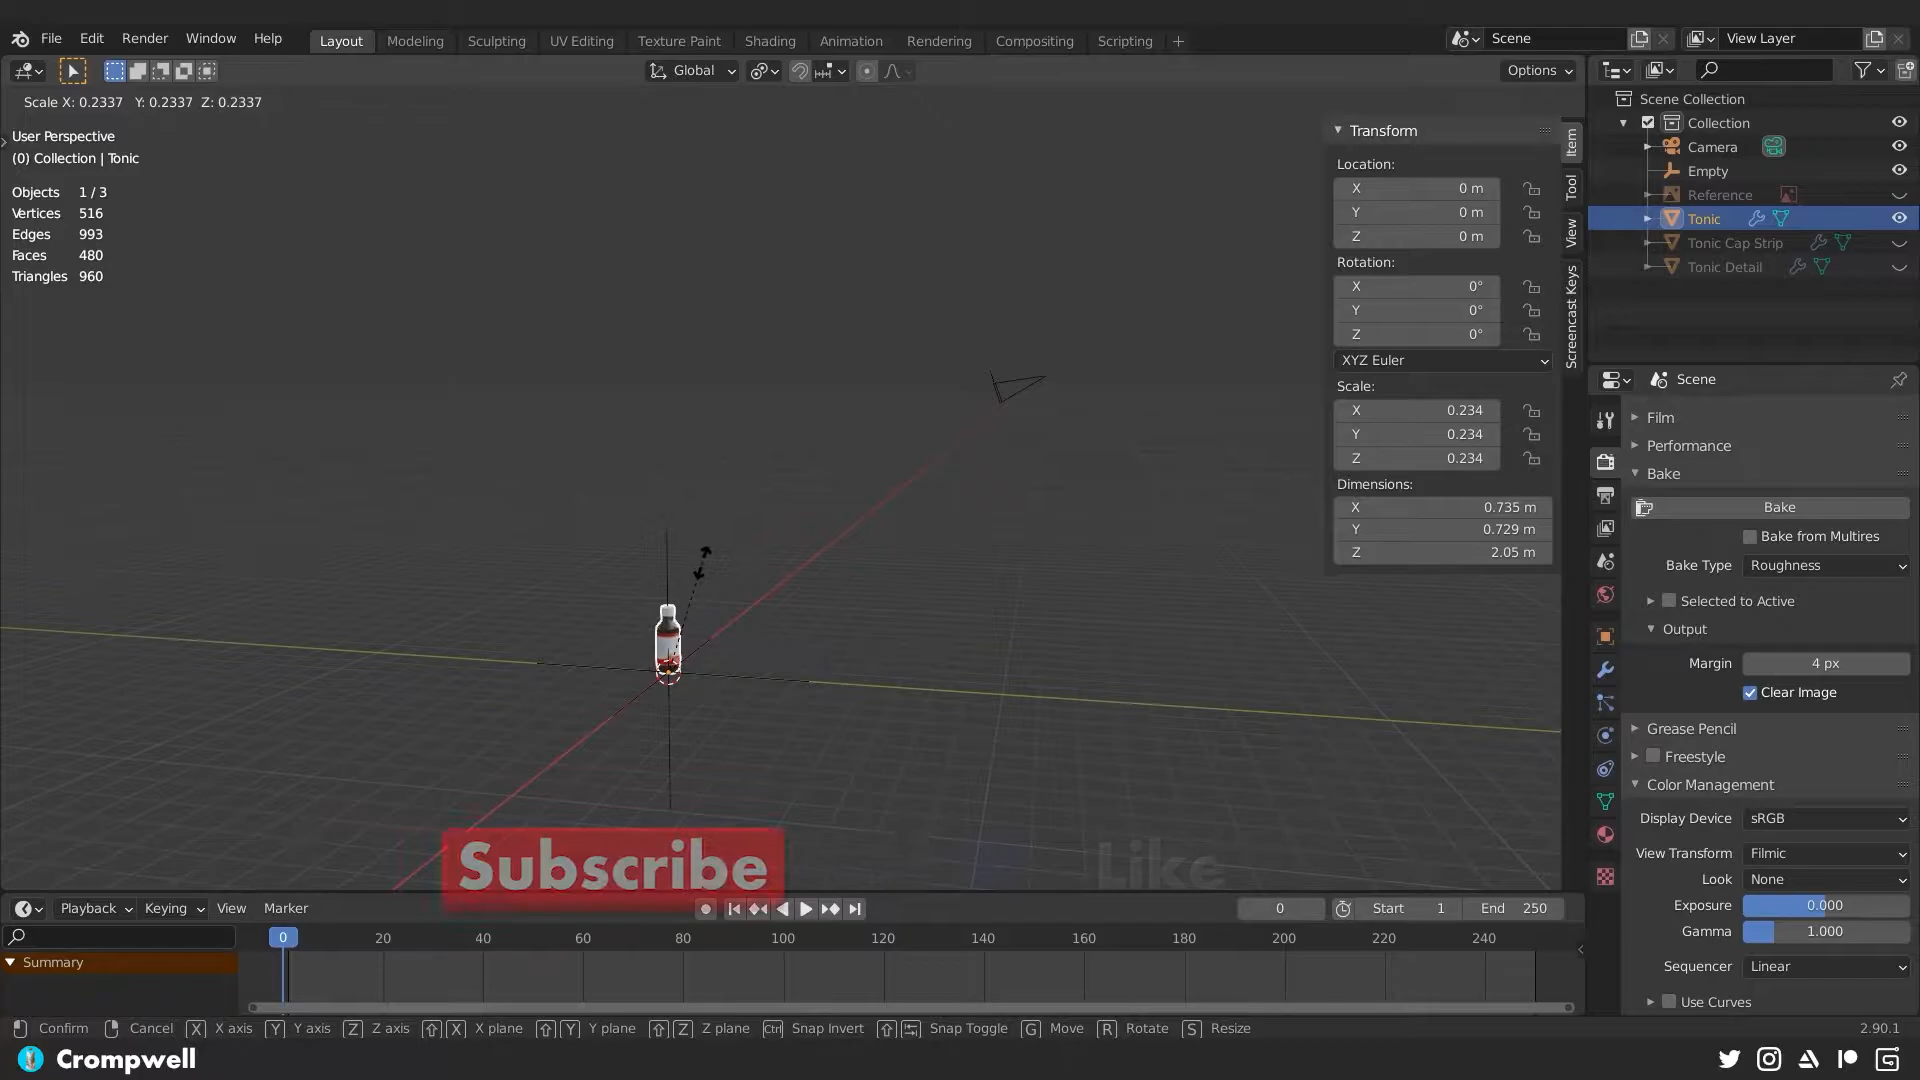 File Edit Render Window Help Layout Modeling Sculpting UV Editing Texture Paint Shading Animation Rendering Compositing Scripting + Scene View Layer
Global Options
Scale X: 0.2337 Y: 0.2337 Z: 0.2337
User Perspective
(0) Collection | Tonic
Objects 1 / 3
Vertices 516
Edges 993
Faces 480
Triangles 960
Transform
Location:
X 0 m
Y 0 m
Z 0 m
Rotation:
X 0°
Y 0°
Z 0°
XYZ Euler
Scale:
X 0.234
Y 0.234
Z 0.234
Dimensions:
X 0.735 m
Y 0.729 m
Z 2.05 m
Item
Tool
View
Screencast Keys
Scene Collection
Collection
Camera
Empty
Reference
Tonic
Tonic Cap Strip
Tonic Detail
Scene
Film
Performance
Bake
Bake
Bake from Multires
Bake Type Roughness
Selected to Active
Output
Margin 4 px
Clear Image
Grease Pencil
Freestyle
Color Management
Display Device sRGB
View Transform Filmic
Look None
Exposure 0.000
Gamma 1.000
Sequencer Linear
Use Curves
Subscribe Like
Playback Keying View Marker 0 Start 1 End 250
0 20 40 60 80 100 120 140 160 180 200 220 240
Summary
Confirm Cancel X X axis Y Y axis Z Z axis X X plane Y Y plane Z Z plane Ctrl Snap Invert Snap Toggle G Move R Rotate S Resize 2.90.1
Crompwell